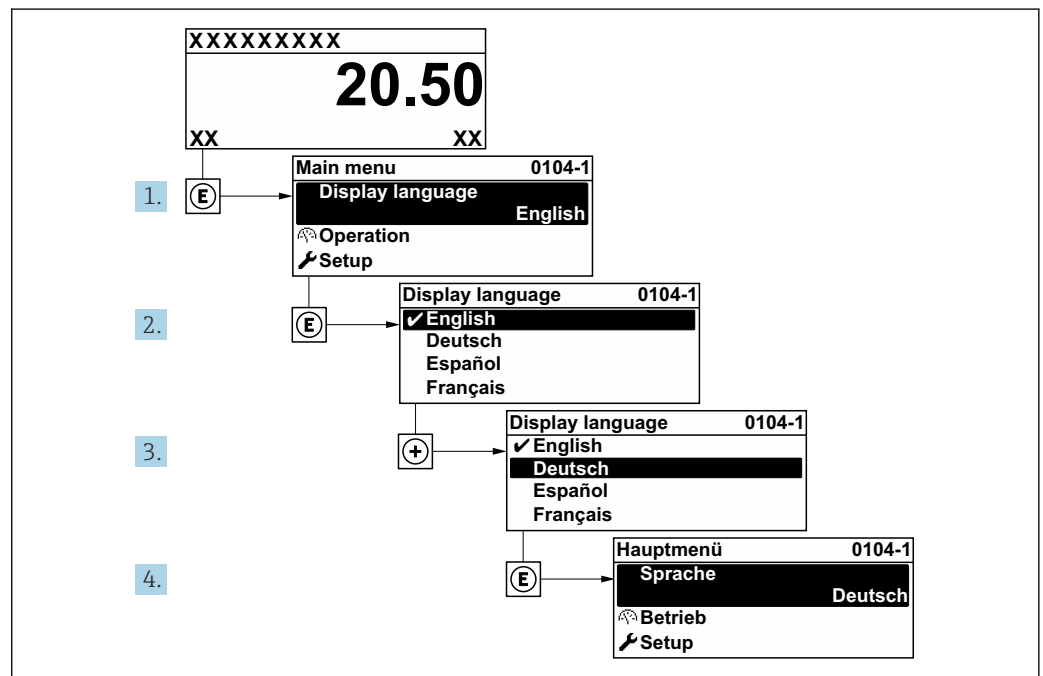 XXXXXXXXX
20.50
XX XX
1. E
Main menu 0104-1
Display language
English
Operation
Setup
2. E
Display language 0104-1
✔English
Deutsch
Español
Français
3. +
Display language 0104-1
✔English
Deutsch
Español
Français
4. E
Hauptmenü 0104-1
Sprache
Deutsch
Betrieb
Setup